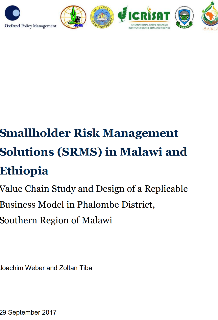 Oxford Policy Management
ICRISAT
Smallholder Risk Management
Solutions (SRMS) in Malawi and
Ethiopia
Value Chain Study and Design of a Replicable
Business Model in Phalombe District,
Southern Region of Malawi
Joachim Weber and Zoltan Tiba
29 September 2017